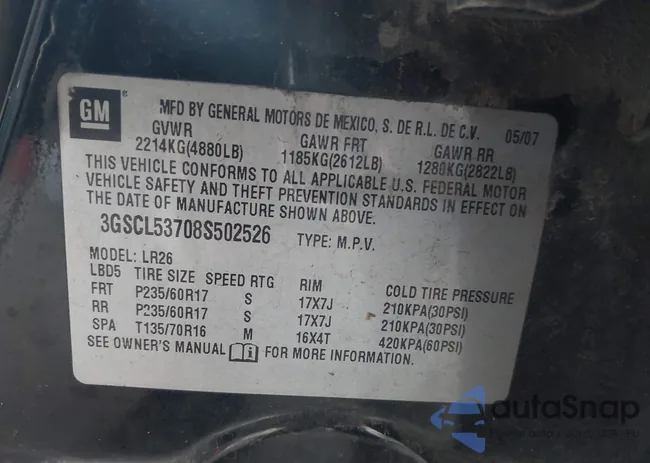 GM
MFD BY GENERAL MOTORS DE MEXICO, S. DE R.L. DE C.V. 05/07
GVWR GAWR FRT GAWR RR
2214KG(4880LB) 1185KG(2612LB) 1280KG(2822LB)
THIS VEHICLE CONFORMS TO ALL APPLICABLE U.S. FEDERAL MOTOR
VEHICLE SAFETY AND THEFT PREVENTION STANDARDS IN EFFECT ON
THE DATE OF MANUFACTURE SHOWN ABOVE.
3GSCL53708S502526 TYPE: M.P.V.
MODEL: LR26
LBD5 TIRE SIZE SPEED RTG RIM COLD TIRE PRESSURE
FRT P235/60R17 S 17X7J 210KPA(30PSI)
RR P235/60R17 S 17X7J 210KPA(30PSI)
SPA T135/70R16 M 16X4T 420KPA(60PSI)
SEE OWNER'S MANUAL FOR MORE INFORMATION.
autoSnap